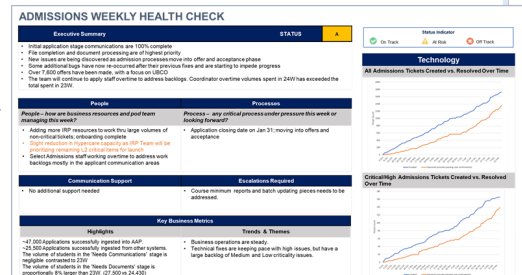 ADMISSIONS WEEKLY HEALTH CHECK
Executive Summary
STATUS
A
• Initial application stage communications are 100% complete
• File completion and document processing are of highest priority
• New issues are being discovered as admission processes move into offer and acceptance phase
• Some additional bugs have now re-occurred after their previous fixes and are starting to impede progress
• Over 7,600 offers have been made, with a focus on UBCO
• The team will continue to apply staff overtime to address backlogs. Coordinator overtime volumes spent in 24W has exceeded the
total spent in 23W.
Status Indicator
On Track
At Risk
Off Track
People
Processes
People – how are business resources and pod team
managing this week?
Process – any critical process under pressure this week or
looking forward?
• Adding more IRP resources to work thru large volumes of
non-critical tickets; onboarding complete
• Slight reduction in Hypercare capacity as IRP Team will be
prioritizing remaining L2 critical items for launch
• Select Admissions staff working overtime to address work
backlogs mostly in the applicant communication areas
• Application closing date on Jan 31; moving into offers and
acceptance
Communication Support
Escalations Required
• No additional support needed
• Course minimum reports and batch updating pieces needs to be
addressed.
Key Business Metrics
Highlights
Trends & Themes
~47,000 Applications successfully ingested into AAP.
~25,500 Applications successfully ingested from other systems.
The volume of students in the 'Needs Communications' stage is
negligible contrasted to 23W
The volume of students in the 'Needs Documents' stage is
proportionally 8% larger than 23W. (27,500 vs 24,430)
• Business operations are steady.
• Technical fixes are keeping pace with high issues, but have a
large backlog of Medium and Low criticality issues.
Technology
All Admissions Tickets Created vs. Resolved Over Time
Critical/High Admissions Tickets Created vs. Resolved
Over Time